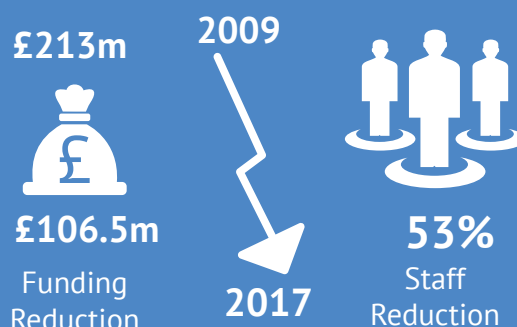 £213m
£
£106.5m
Funding
Reduction
2009
2017
53%
Staff
Reduction